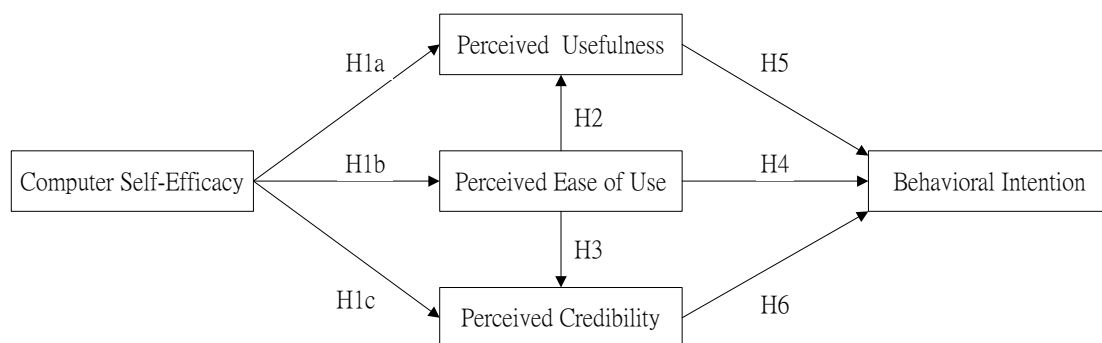 Perceived Usefulness
H1a
H5
H2
Computer Self-Efficacy
H1b
Perceived Ease of Use
H4
Behavioral Intention
H3
H1c
Perceived Credibility
H6